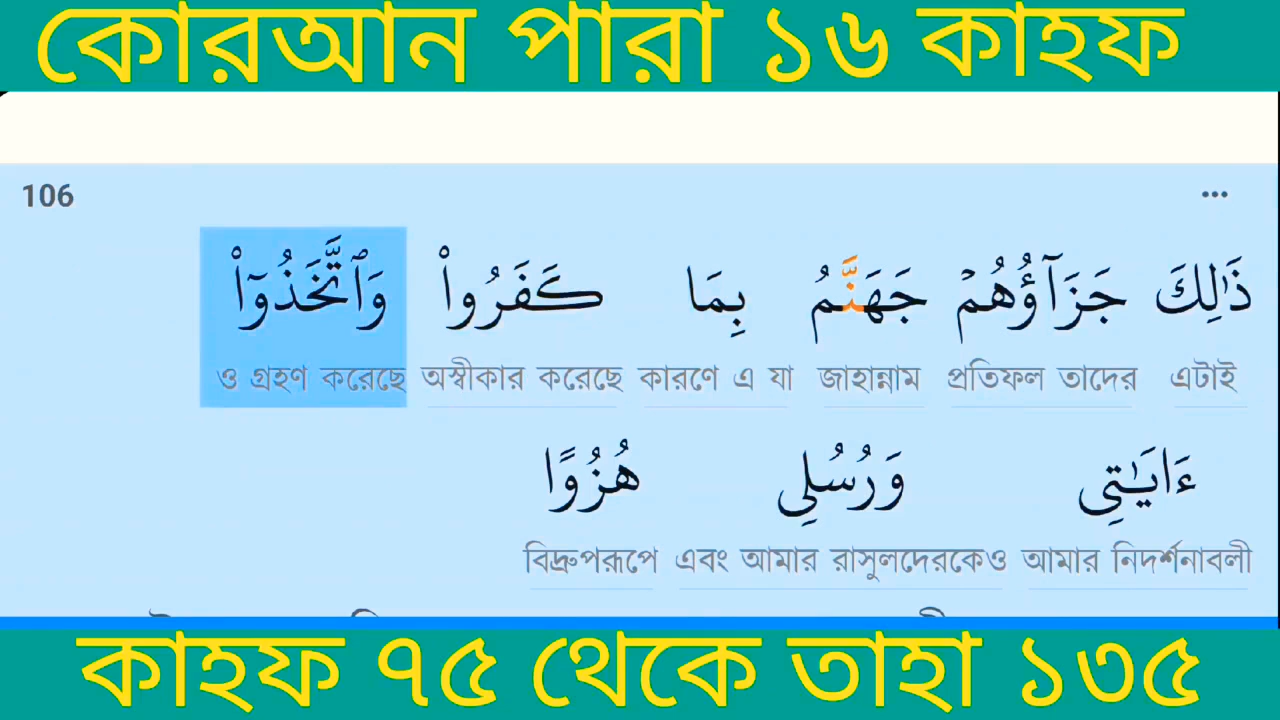 কোরআন পারা ১৬ কাহফ
106
ذَٰلِكَ جَزَآؤُهُمْ جَهَنَّمُ بِمَا كَفَرُوا۟ وَٱتَّخَذُوٓا۟
এটাই প্রতিফল তাদের জাহান্নাম কারণে এ যা অস্বীকার করেছে ও গ্রহণ করেছে
ءَايَـٰتِى وَرُسُلِى هُزُوًا
আমার নিদর্শনাবলী এবং আমার রাসুলদেরকেও বিদ্রুপরূপে
কাহফ ৭৫ থেকে তাহা ১৩৫